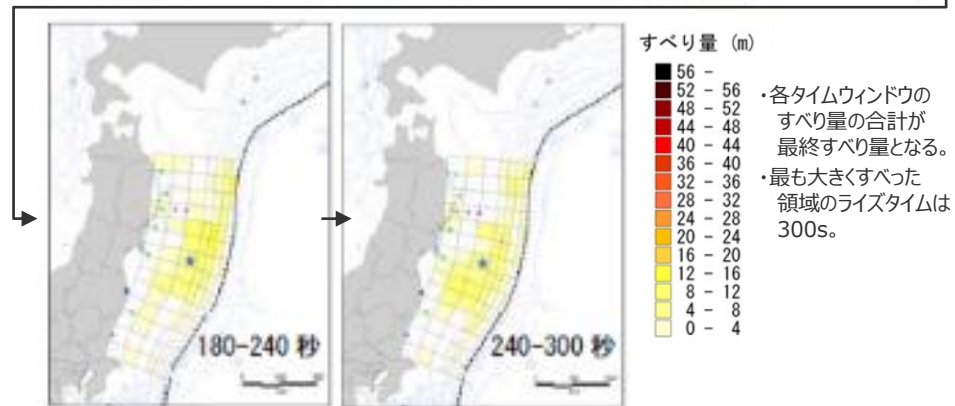 すべり量 (m)
56 -
52 - 56
48 - 52
44 - 48
40 - 44
36 - 40
32 - 36
28 - 32
24 - 28
20 - 24
16 - 20
12 - 16
8 - 12
4 - 8
0 - 4
・各タイムウィンドウの
すべり量の合計が
最終すべり量となる。
・最も大きくすべった
領域のライズタイムは
300s。
180-240 秒
240-300 秒